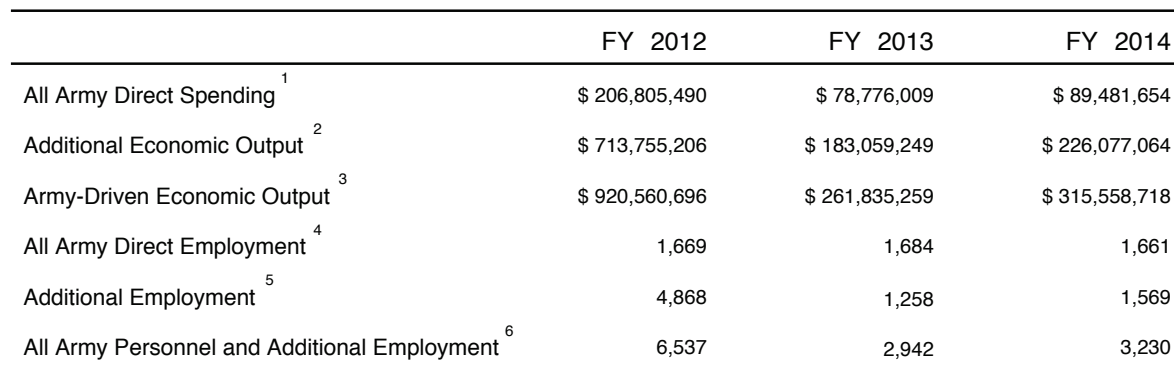 FY 2012 FY 2013 FY 2014
All Army Direct Spending 1 $ 206,805,490 $ 78,776,009 $ 89,481,654
Additional Economic Output 2 $ 713,755,206 $ 183,059,249 $ 226,077,064
Army-Driven Economic Output 3 $ 920,560,696 $ 261,835,259 $ 315,558,718
All Army Direct Employment 4 1,669 1,684 1,661
Additional Employment 5 4,868 1,258 1,569
All Army Personnel and Additional Employment 6 6,537 2,942 3,230